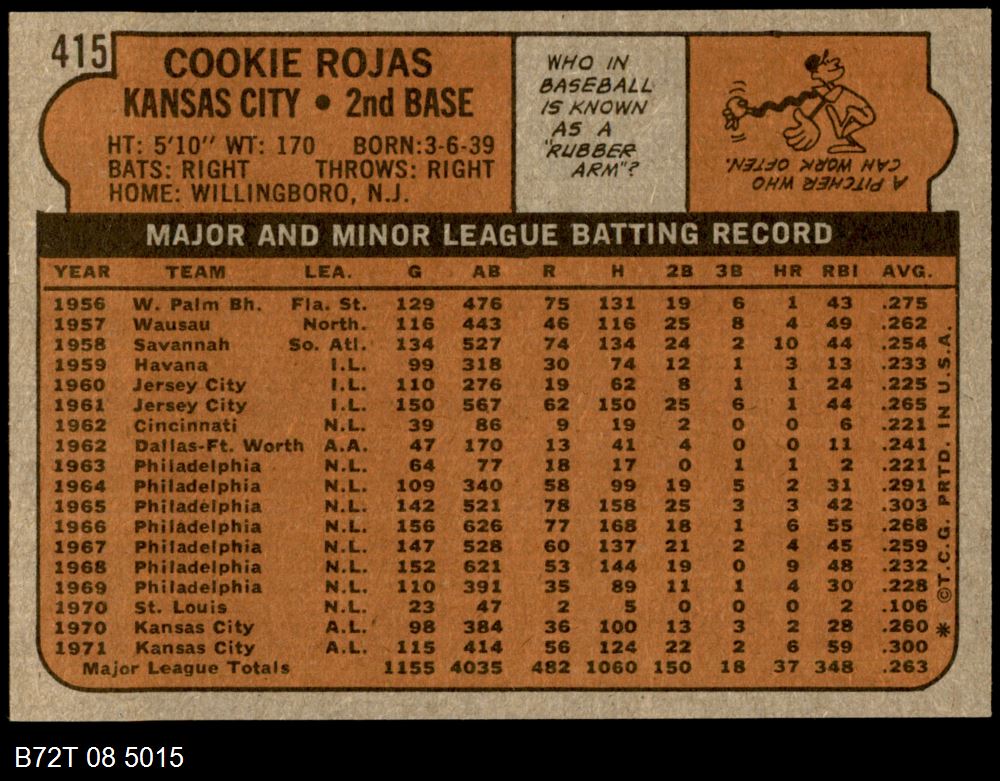 415
COOKIE ROJAS
KANSAS CITY • 2nd BASE
HT: 5'10" WT: 170 BORN: 3-6-39
BATS: RIGHT THROWS: RIGHT
HOME: WILLINGBORO, N.J.
WHO IN
BASEBALL
IS KNOWN
AS A
"RUBBER
ARM"?
A PITCHER WHO
CAN WORK OFTEN.
MAJOR AND MINOR LEAGUE BATTING RECORD
YEAR TEAM LEA. G AB R H 2B 3B HR RBI AVG.
1956 W. Palm Bh. Fla. St. 129 476 75 131 19 6 1 43 .275
1957 Wausau North. 116 443 46 116 25 8 4 49 .262
1958 Savannah So. Atl. 134 527 74 134 24 2 10 44 .254
1959 Havana I.L. 99 318 30 74 12 1 3 13 .233
1960 Jersey City I.L. 110 276 19 62 8 1 1 24 .225
1961 Jersey City I.L. 150 567 62 150 25 6 1 44 .265
1962 Cincinnati N.L. 39 86 9 19 2 0 0 6 .221
1962 Dallas-Ft. Worth A.A. 47 170 13 41 4 0 0 11 .241
1963 Philadelphia N.L. 64 77 18 17 0 1 1 2 .221
1964 Philadelphia N.L. 109 340 58 99 19 5 2 31 .291
1965 Philadelphia N.L. 142 521 78 158 25 3 3 42 .303
1966 Philadelphia N.L. 156 626 77 168 18 1 6 55 .268
1967 Philadelphia N.L. 147 528 60 137 21 2 4 45 .259
1968 Philadelphia N.L. 152 621 53 144 19 0 9 48 .232
1969 Philadelphia N.L. 110 391 35 89 11 1 4 30 .228
1970 St. Louis N.L. 23 47 2 5 0 0 0 2 .106
1970 Kansas City A.L. 98 384 36 100 13 3 2 28 .260
1971 Kansas City A.L. 115 414 56 124 22 2 6 59 .300
Major League Totals 1155 4035 482 1060 150 18 37 348 .263
* ©T.C.G. PRTD. IN U.S.A.
B72T 08 5015